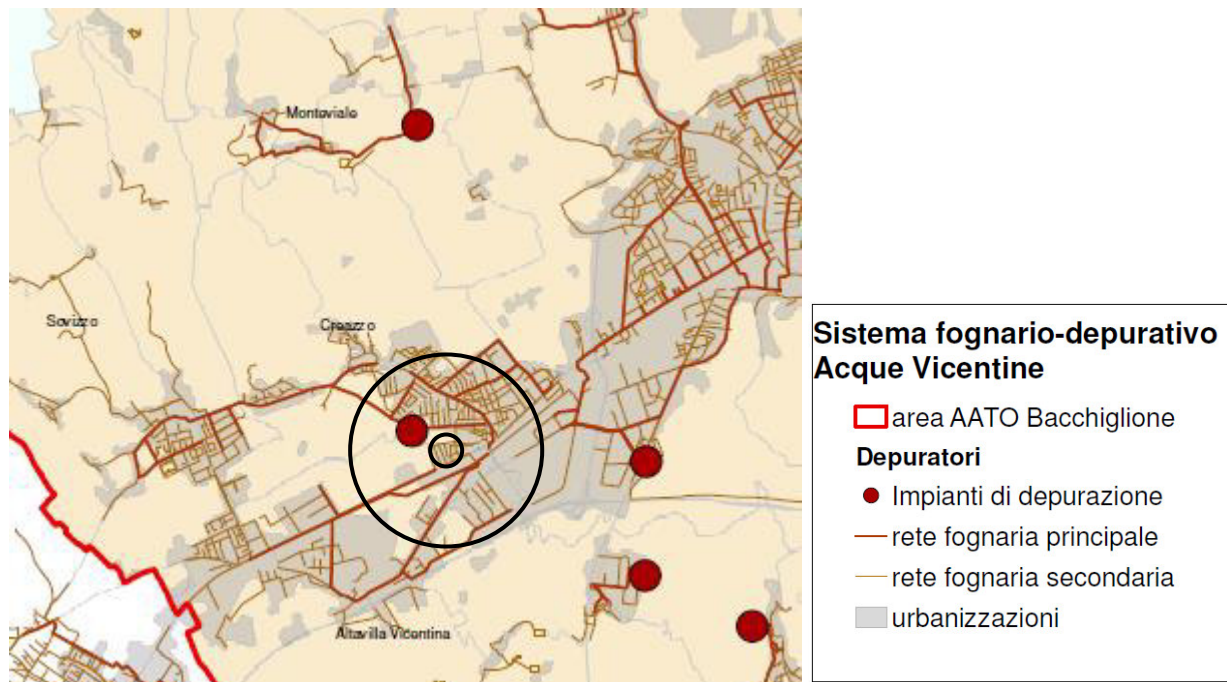 Monteviale
Sovizzo
Creazzo
Altavilla Vicentina
Sistema fognario-depurativo
Acque Vicentine
area AATO Bacchiglione
Depuratori
Impianti di depurazione
rete fognaria principale
rete fognaria secondaria
urbanizzazioni